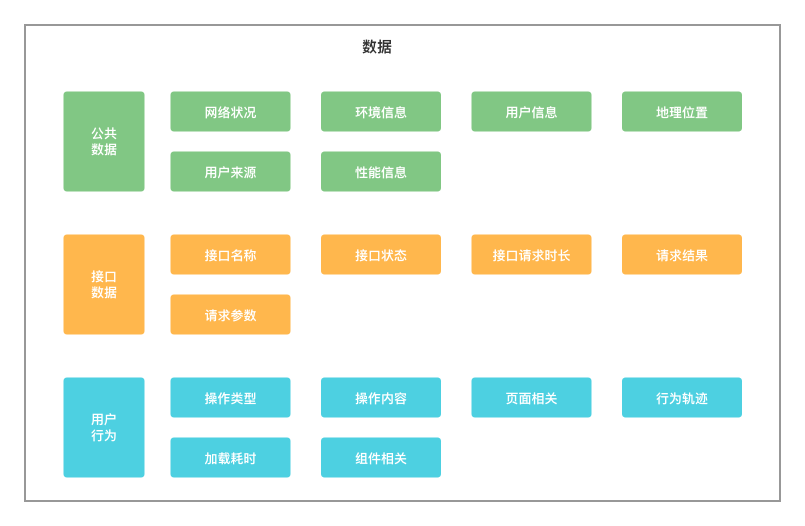 数据
公共
数据
网络状况
环境信息
用户信息
地理位置
用户来源
性能信息
接口
数据
接口名称
接口状态
接口请求时长
请求结果
请求参数
用户
行为
操作类型
操作内容
页面相关
行为轨迹
加载耗时
组件相关